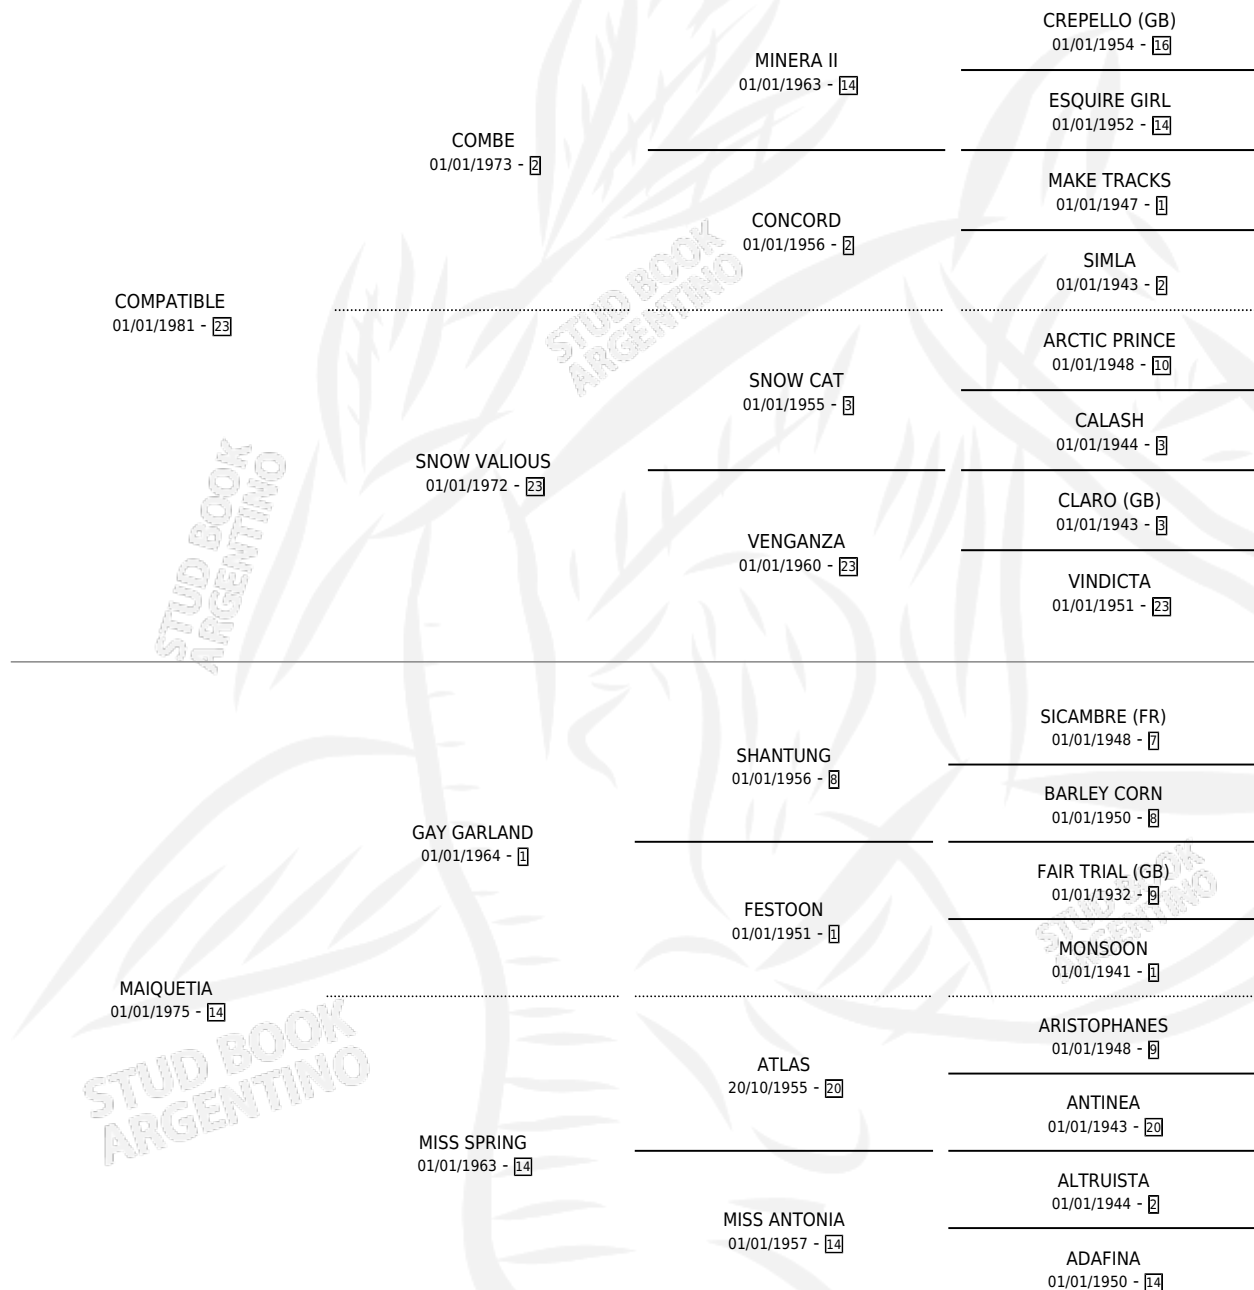 CREPELLO (GB)
01/01/1954 - 16
MINERA II
01/01/1963 - 14
ESQUIRE GIRL
01/01/1952 - 14
COMBE
01/01/1973 - 2
MAKE TRACKS
01/01/1947 - 1
CONCORD
01/01/1956 - 2
SIMLA
01/01/1943 - 2
COMPATIBLE
01/01/1981 - 23
STUD BOOK
ARGENTINO
ARCTIC PRINCE
01/01/1948 - 10
SNOW CAT
01/01/1955 - 3
CALASH
01/01/1944 - 3
SNOW VALIOUS
01/01/1972 - 23
CLARO (GB)
01/01/1943 - 3
VENGANZA
01/01/1960 - 23
VINDICTA
01/01/1951 - 23
STUD BOOK
ARGENTINO
SICAMBRE (FR)
01/01/1948 - 7
SHANTUNG
01/01/1956 - 8
BARLEY CORN
01/01/1950 - 8
GAY GARLAND
01/01/1964 - 1
FAIR TRIAL (GB)
01/01/1932 - 9
FESTOON
01/01/1951 - 1
MONSOON
01/01/1941 - 1
STUD BOOK
ARGENTINO
MAIQUETIA
01/01/1975 - 14
ARISTOPHANES
01/01/1948 - 9
ATLAS
20/10/1955 - 20
ANTINEA
01/01/1943 - 20
STUD BOOK
ARGENTINO
MISS SPRING
01/01/1963 - 14
ALTRUISTA
01/01/1944 - 2
MISS ANTONIA
01/01/1957 - 14
ADAFINA
01/01/1950 - 14